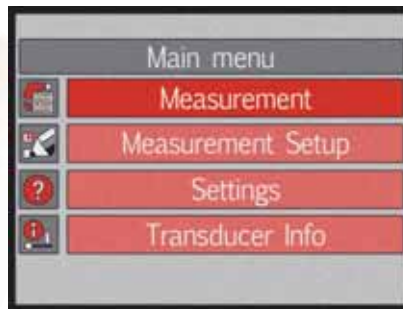 Main menu
Measurement
Measurement Setup
?
Settings
Transducer Info